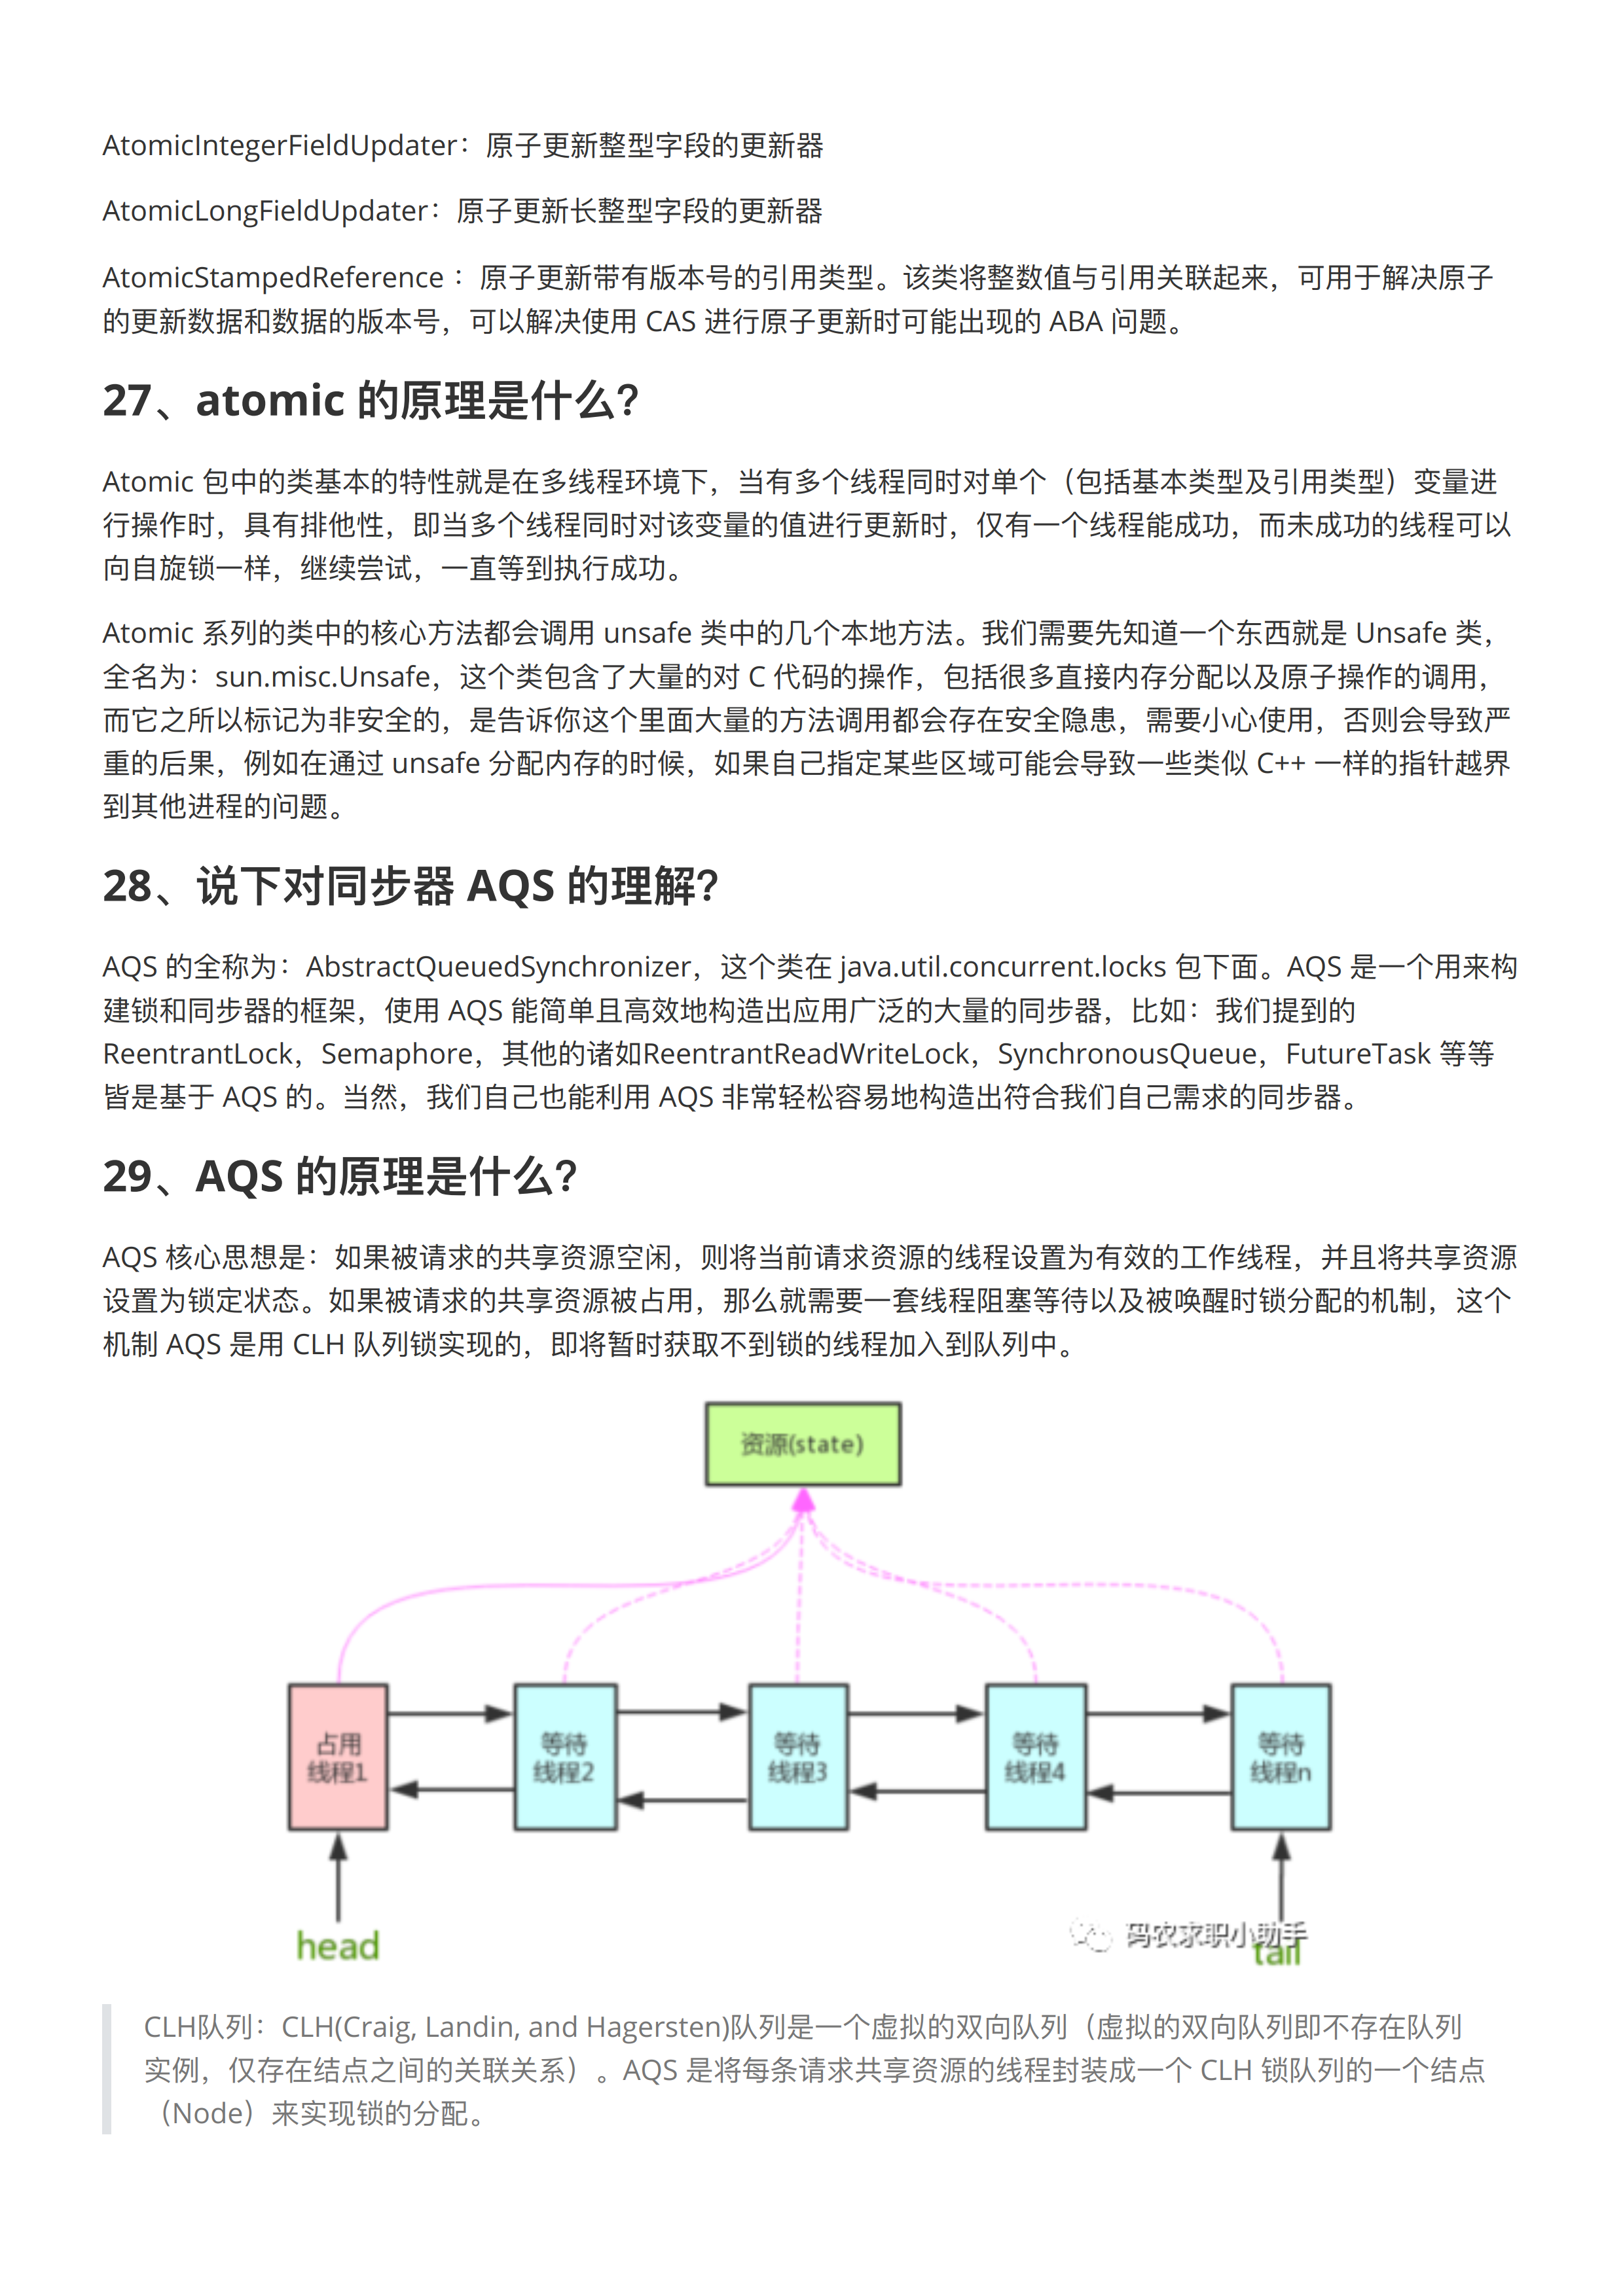 AtomicIntegerFieldUpdater：原子更新整型字段的更新器
AtomicLongFieldUpdater：原子更新长整型字段的更新器
AtomicStampedReference ：原子更新带有版本号的引用类型。该类将整数值与引用关联起来，可用于解决原子
的更新数据和数据的版本号，可以解决使用 CAS 进行原子更新时可能出现的 ABA 问题。
27、atomic 的原理是什么？
Atomic 包中的类基本的特性就是在多线程环境下，当有多个线程同时对单个（包括基本类型及引用类型）变量进
行操作时，具有排他性，即当多个线程同时对该变量的值进行更新时，仅有一个线程能成功，而未成功的线程可以
向自旋锁一样，继续尝试，一直等到执行成功。
Atomic 系列的类中的核心方法都会调用 unsafe 类中的几个本地方法。我们需要先知道一个东西就是 Unsafe 类，
全名为：sun.misc.Unsafe，这个类包含了大量的对 C 代码的操作，包括很多直接内存分配以及原子操作的调用，
而它之所以标记为非安全的，是告诉你这个里面大量的方法调用都会存在安全隐患，需要小心使用，否则会导致严
重的后果，例如在通过 unsafe 分配内存的时候，如果自己指定某些区域可能会导致一些类似 C++ 一样的指针越界
到其他进程的问题。
28、说下对同步器 AQS 的理解？
AQS 的全称为：AbstractQueuedSynchronizer，这个类在 java.util.concurrent.locks 包下面。AQS 是一个用来构
建锁和同步器的框架，使用 AQS 能简单且高效地构造出应用广泛的大量的同步器，比如：我们提到的
ReentrantLock，Semaphore，其他的诸如ReentrantReadWriteLock，SynchronousQueue，FutureTask 等等
皆是基于 AQS 的。当然，我们自己也能利用 AQS 非常轻松容易地构造出符合我们自己需求的同步器。
29、AQS 的原理是什么？
AQS 核心思想是：如果被请求的共享资源空闲，则将当前请求资源的线程设置为有效的工作线程，并且将共享资源
设置为锁定状态。如果被请求的共享资源被占用，那么就需要一套线程阻塞等待以及被唤醒时锁分配的机制，这个
机制 AQS 是用 CLH 队列锁实现的，即将暂时获取不到锁的线程加入到队列中。
资源(state)
占用
线程1
等待
线程2
等待
线程3
等待
线程4
等待
线程n
head
码农求职小助手
tail
CLH队列：CLH(Craig, Landin, and Hagersten)队列是一个虚拟的双向队列（虚拟的双向队列即不存在队列
实例，仅存在结点之间的关联关系）。AQS 是将每条请求共享资源的线程封装成一个 CLH 锁队列的一个结点
（Node）来实现锁的分配。